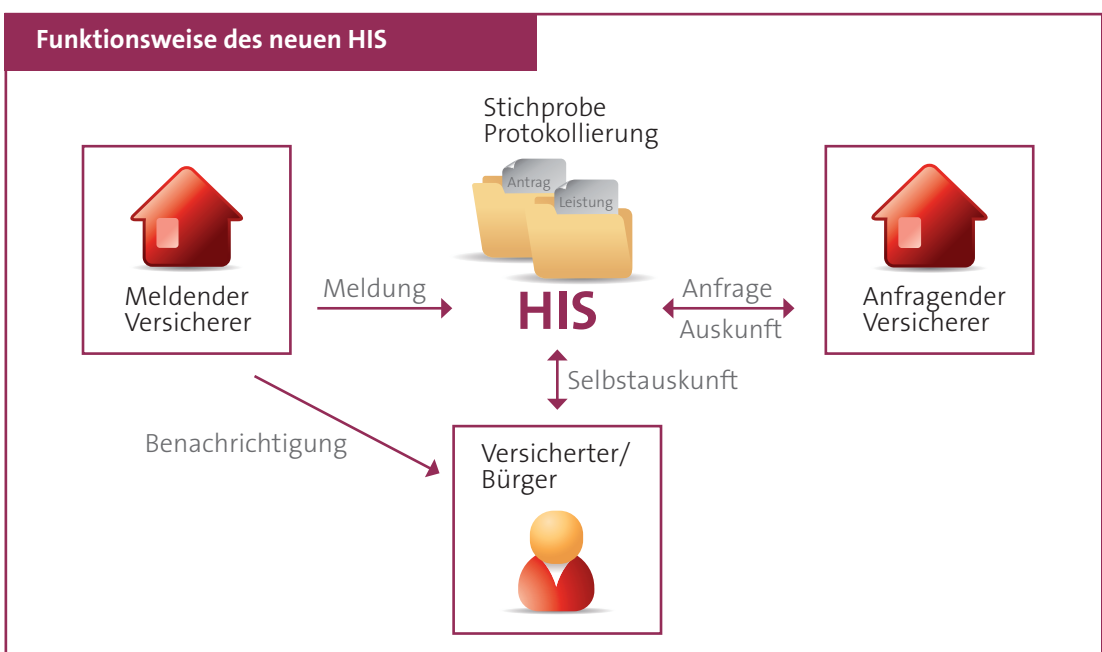 Funktionsweise des neuen HIS
Stichprobe
Protokollierung
Antrag
Leistung
Meldender
Versicherer
Meldung
HIS
Anfrage
Auskunft
Anfragender
Versicherer
Selbstauskunft
Benachrichtigung
Versicherter/
Bürger